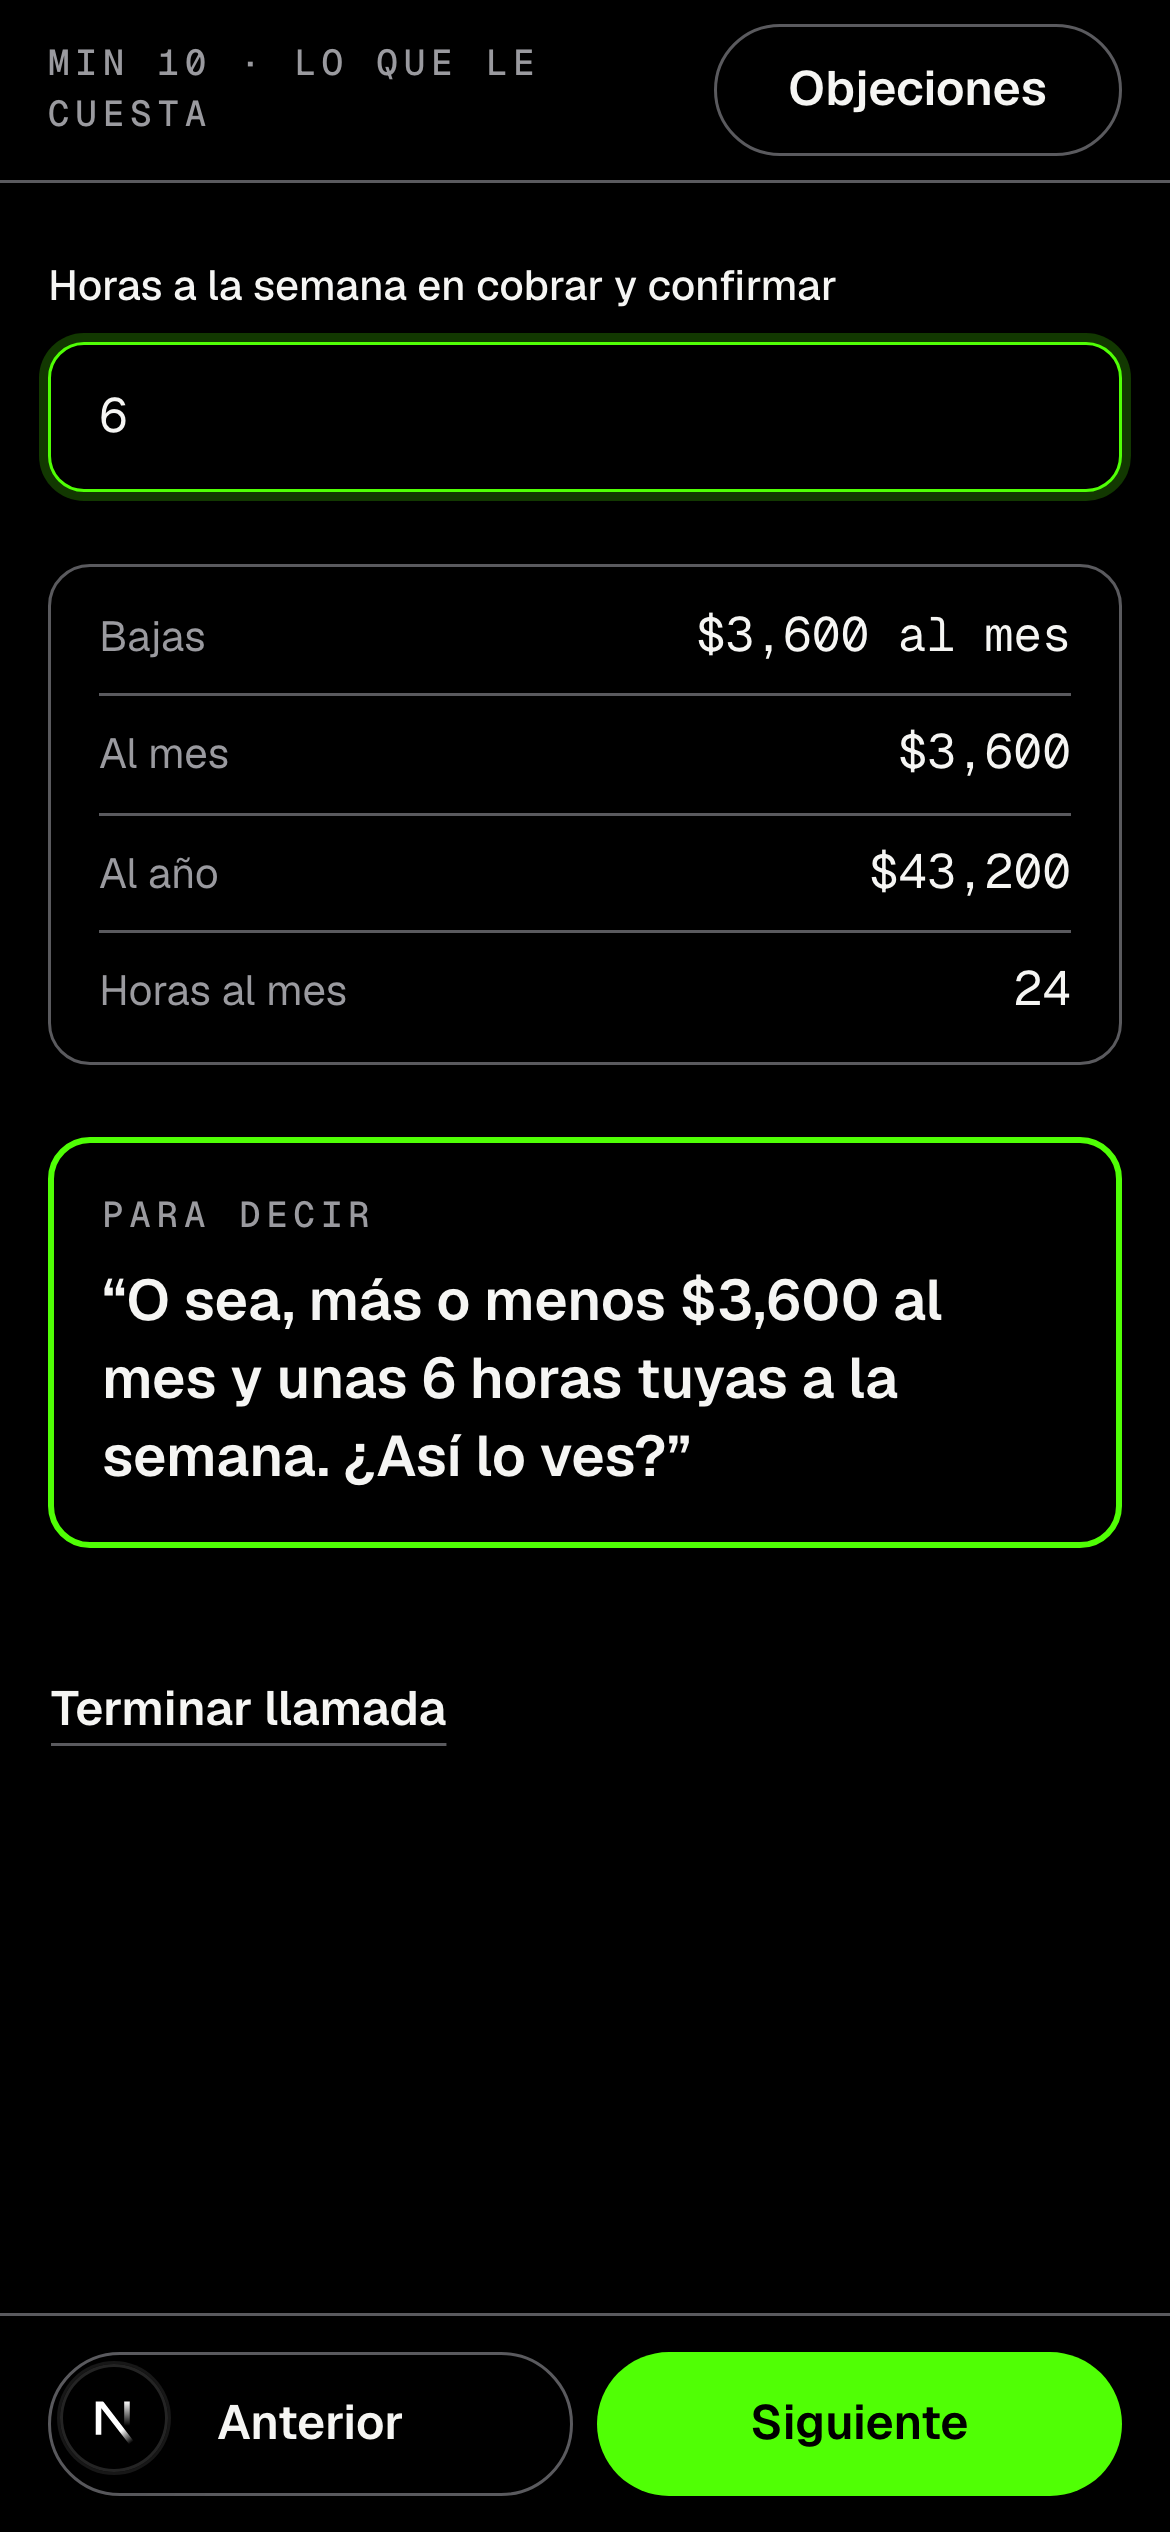 MIN 10 · LO QUE LE
CUESTA
Objeciones
Horas a la semana en cobrar y confirmar
6
Bajas $3,600 al mes
Al mes $3,600
Al año $43,200
Horas al mes 24
PARA DECIR
“O sea, más o menos $3,600 al
mes y unas 6 horas tuyas a la
semana. ¿Así lo ves?”
Terminar llamada
N
Anterior
Siguiente